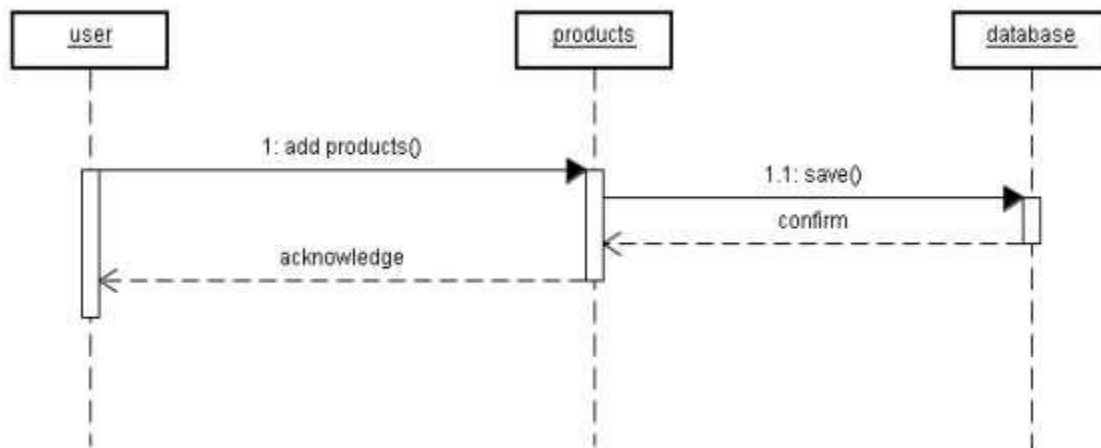 user
products
database
1: add products()
1.1: save()
confirm
acknowledge